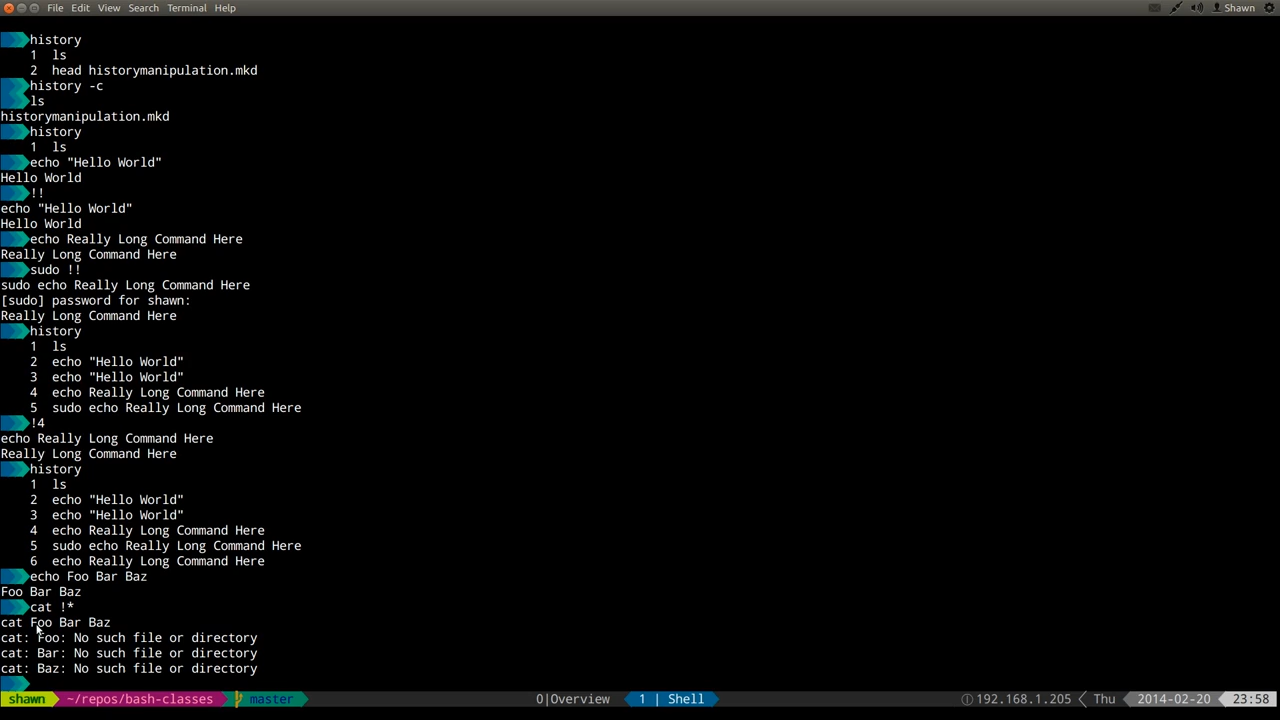 File Edit View Search Terminal Help Shawn
history
1 ls
2 head historymanipulation.mkd
history -c
ls
historymanipulation.mkd
history
1 ls
echo "Hello World"
Hello World
!!
echo "Hello World"
Hello World
echo Really Long Command Here
Really Long Command Here
sudo !!
sudo echo Really Long Command Here
[sudo] password for shawn:
Really Long Command Here
history
1 ls
2 echo "Hello World"
3 echo "Hello World"
4 echo Really Long Command Here
5 sudo echo Really Long Command Here
!4
echo Really Long Command Here
Really Long Command Here
history
1 ls
2 echo "Hello World"
3 echo "Hello World"
4 echo Really Long Command Here
5 sudo echo Really Long Command Here
6 echo Really Long Command Here
echo Foo Bar Baz
Foo Bar Baz
cat !*
cat Foo Bar Baz
cat: Foo: No such file or directory
cat: Bar: No such file or directory
cat: Baz: No such file or directory
shawn ~/repos/bash-classes master 0|Overview 1 | Shell 192.168.1.205 Thu 2014-02-20 23:58